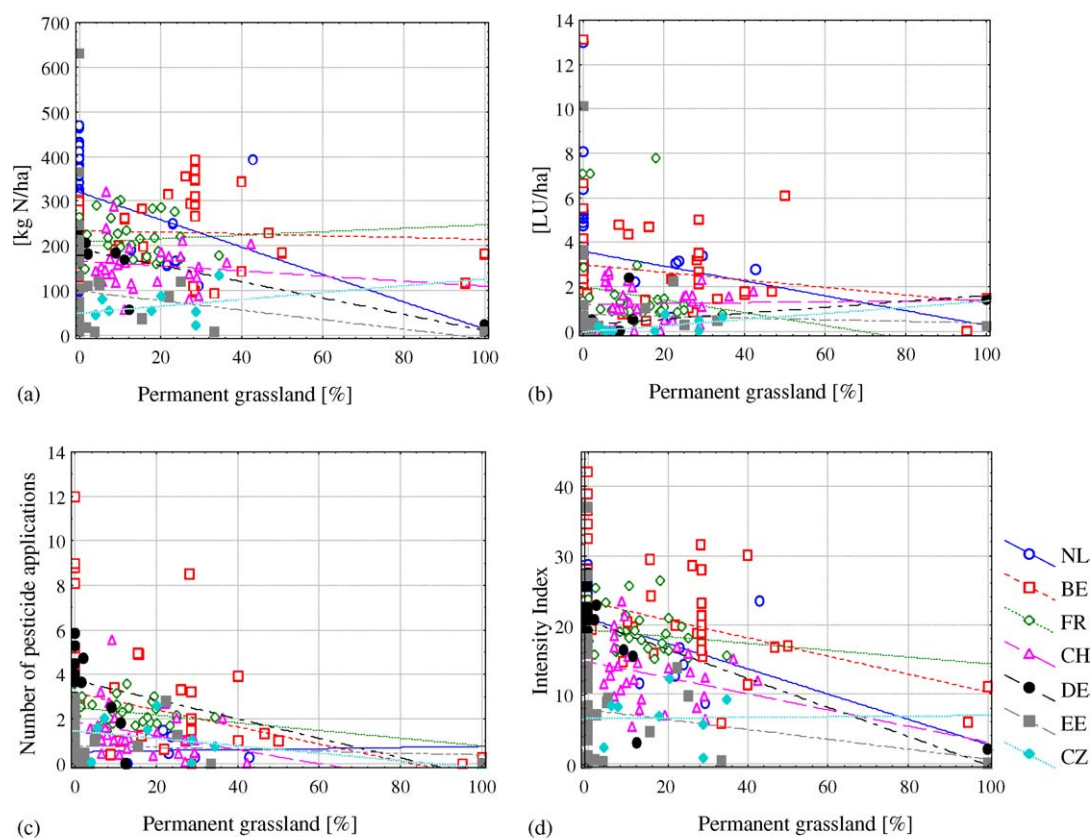 700
600
500
400
300
200
100
0
[kg N/ha]
0 20 40 60 80 100
(a) Permanent grassland [%]
14
12
10
8
6
4
2
0
[LU/ha]
0 20 40 60 80 100
(b) Permanent grassland [%]
14
12
10
8
6
4
2
0
Number of pesticide applications
0 20 40 60 80 100
(c) Permanent grassland [%]
40
30
20
10
0
Intensity Index
0 20 40 60 80 100
(d) Permanent grassland [%]
NL
BE
FR
CH
DE
EE
CZ